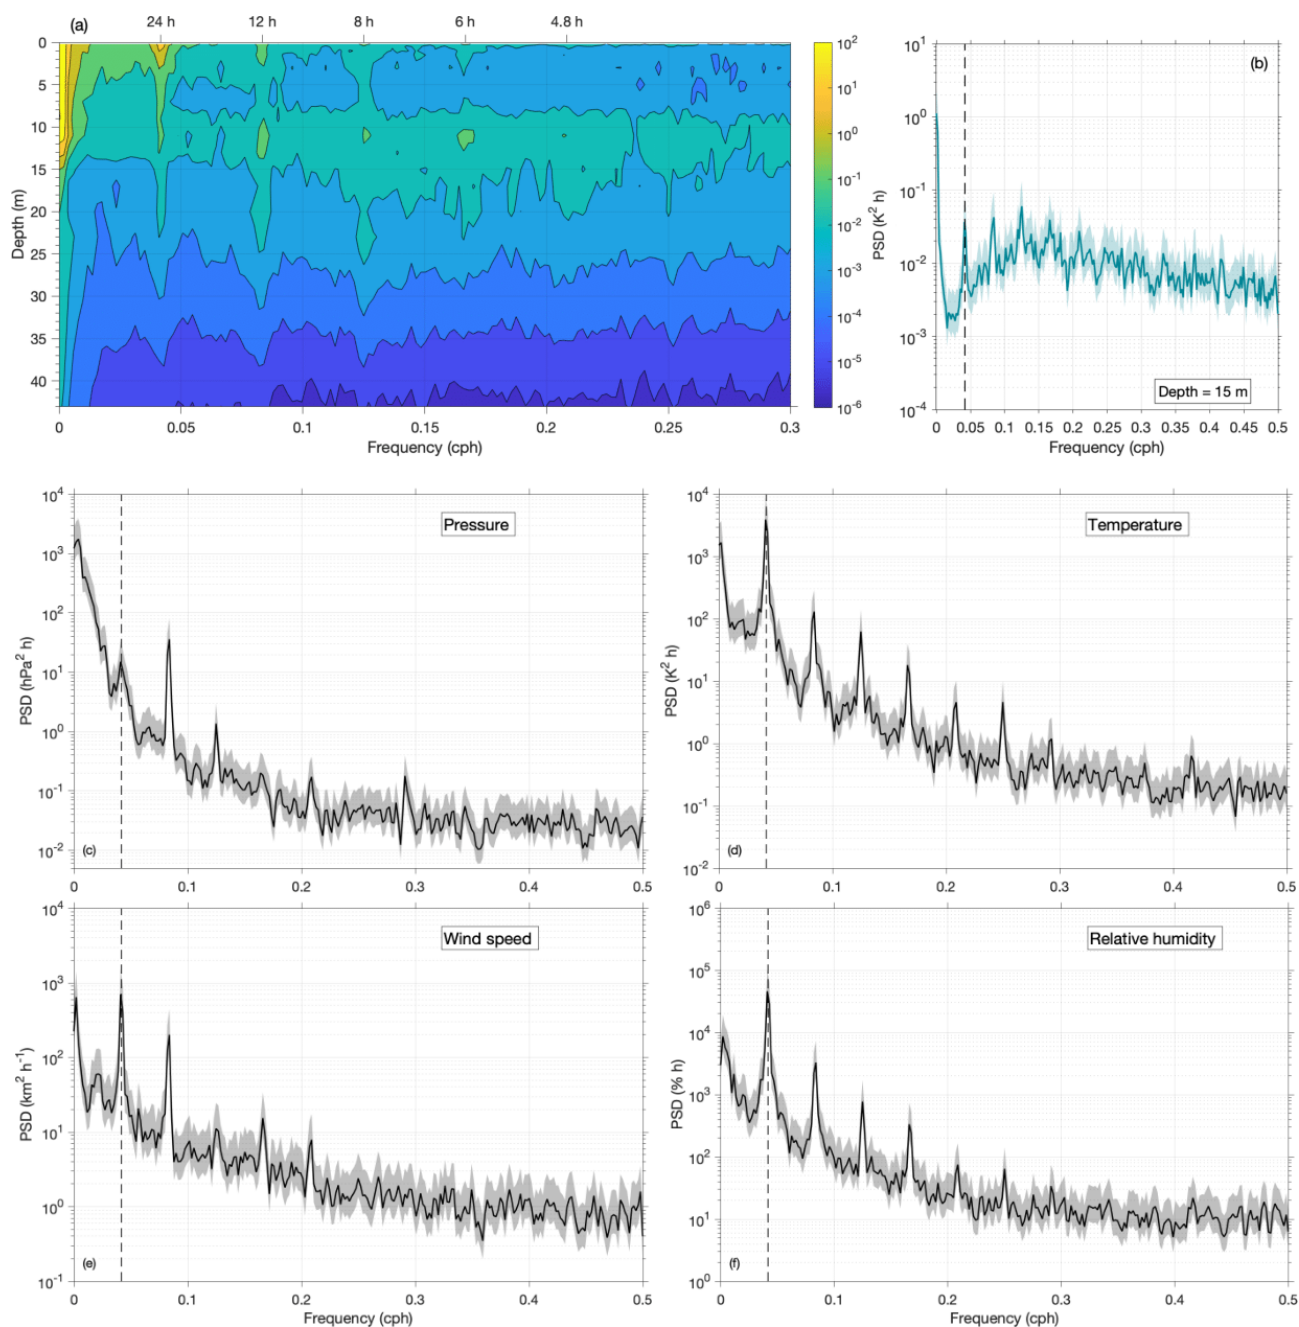 (a)
24 h 12 h 8 h 6 h 4.8 h
0
5
10
15
20
25
30
35
40
Depth (m)
0 0.05 0.1 0.15 0.2 0.25 0.3
Frequency (cph)
10^2
10^1
10^0
10^-1
10^-2
10^-3
10^-4
10^-5
10^-6
(b)
10^1
10^0
10^-1
10^-2
10^-3
10^-4
PSD (K^2 h)
Depth = 15 m
0 0.05 0.1 0.15 0.2 0.25 0.3 0.35 0.4 0.45 0.5
Frequency (cph)
Pressure
10^4
10^3
10^2
10^1
10^0
10^-1
10^-2
PSD (hPa^2 h)
(c)
0 0.1 0.2 0.3 0.4 0.5
Temperature
10^4
10^3
10^2
10^1
10^0
10^-1
10^-2
PSD (K^2 h)
(d)
0 0.1 0.2 0.3 0.4 0.5
Wind speed
10^4
10^3
10^2
10^1
10^0
10^-1
PSD (km^2 h^-1)
(e)
0 0.1 0.2 0.3 0.4 0.5
Frequency (cph)
Relative humidity
10^6
10^5
10^4
10^3
10^2
10^1
10^0
PSD (% h)
(f)
0 0.1 0.2 0.3 0.4 0.5
Frequency (cph)